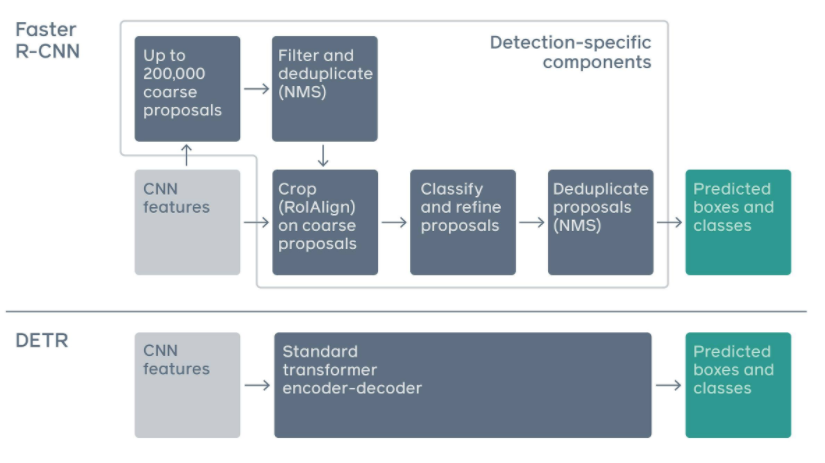 Faster
R-CNN
Up to
200,000
coarse
proposals
Filter and
deduplicate
(NMS)
Detection-specific
components
CNN
features
Crop
(RoIAlign)
on coarse
proposals
Classify
and refine
proposals
Deduplicate
proposals
(NMS)
Predicted
boxes and
classes
DETR
CNN
features
Standard
transformer
encoder-decoder
Predicted
boxes and
classes